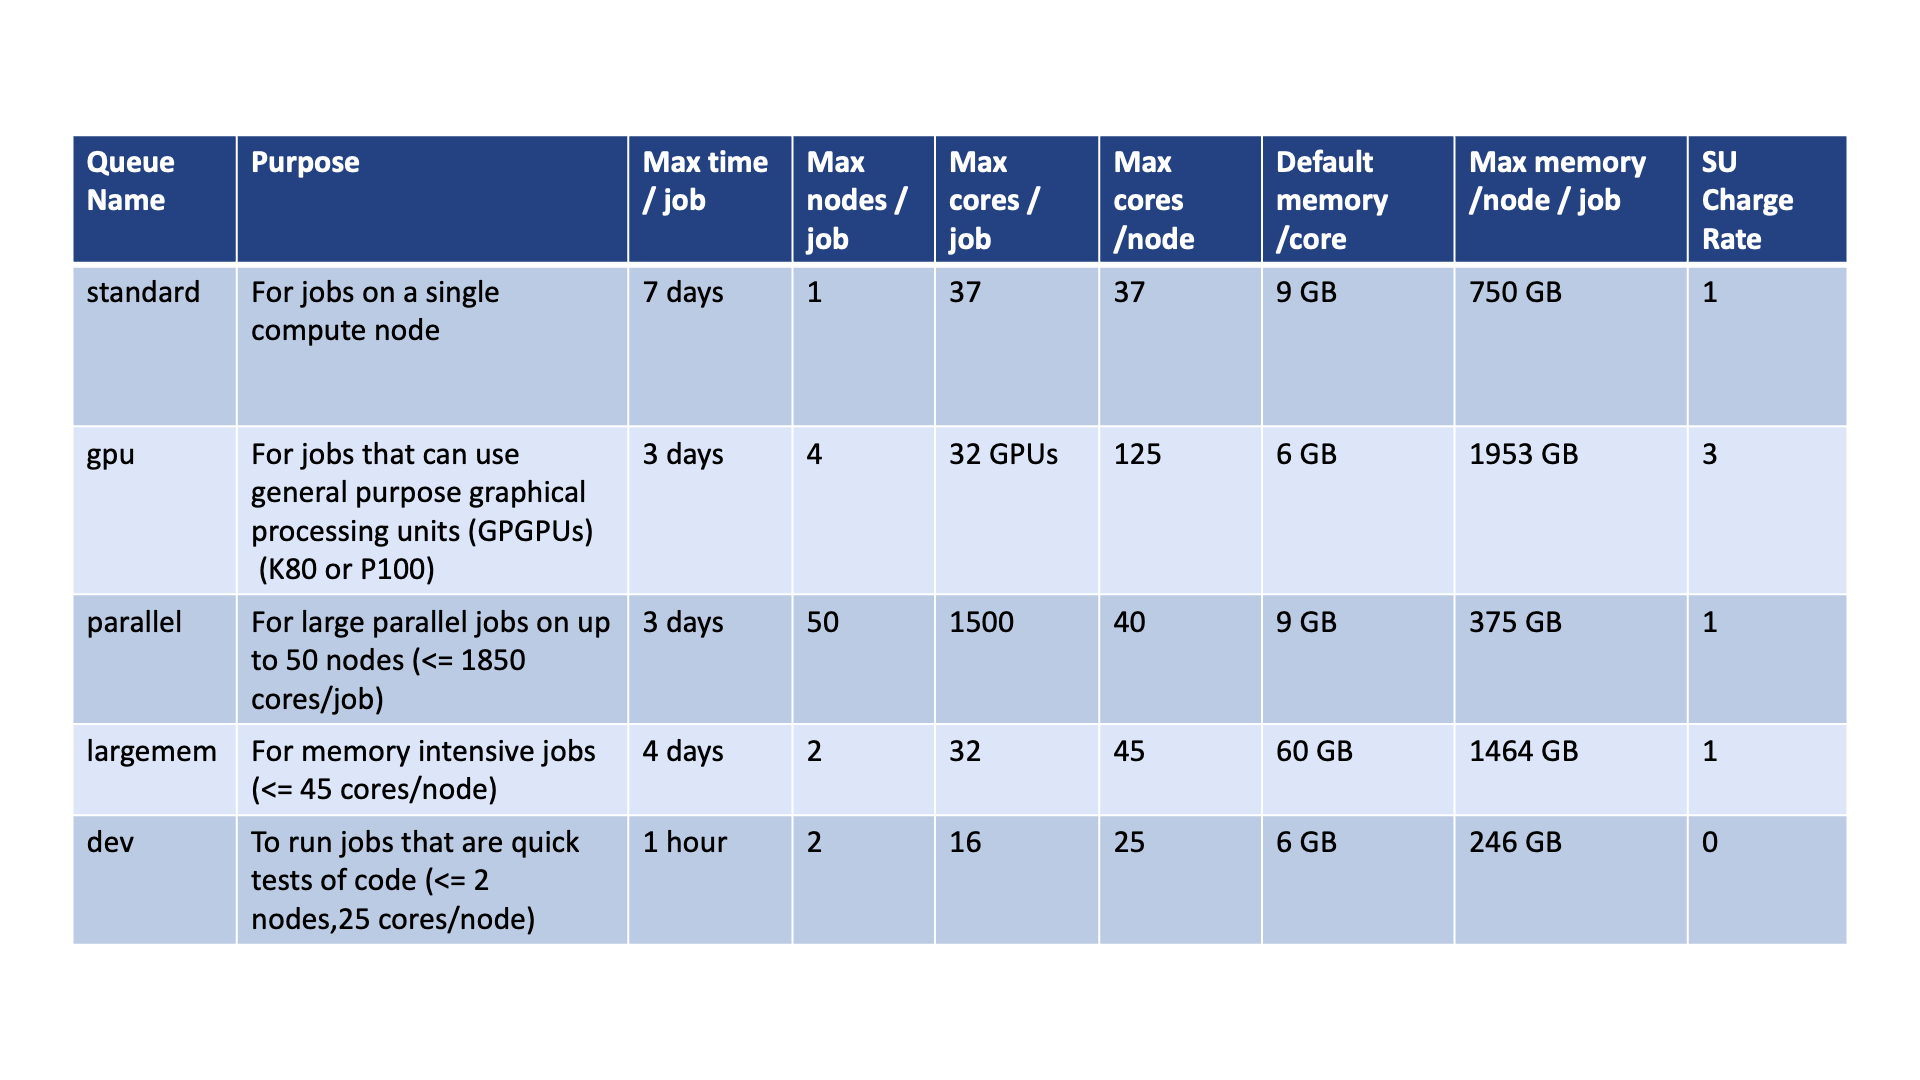 Queue Name
Purpose
Max time / job
Max nodes / job
Max cores / job
Max cores /node
Default memory /core
Max memory /node / job
SU Charge Rate
standard
For jobs on a single
compute node
7 days
1
37
37
9 GB
750 GB
1
gpu
For jobs that can use
general purpose graphical
processing units (GPGPUs)
(K80 or P100)
3 days
4
32 GPUs
125
6 GB
1953 GB
3
parallel
For large parallel jobs on up
to 50 nodes (<= 1850
cores/job)
3 days
50
1500
40
9 GB
375 GB
1
largemem
For memory intensive jobs
(<= 45 cores/node)
4 days
2
32
45
60 GB
1464 GB
1
dev
To run jobs that are quick
tests of code (<= 2
nodes,25 cores/node)
1 hour
2
16
25
6 GB
246 GB
0